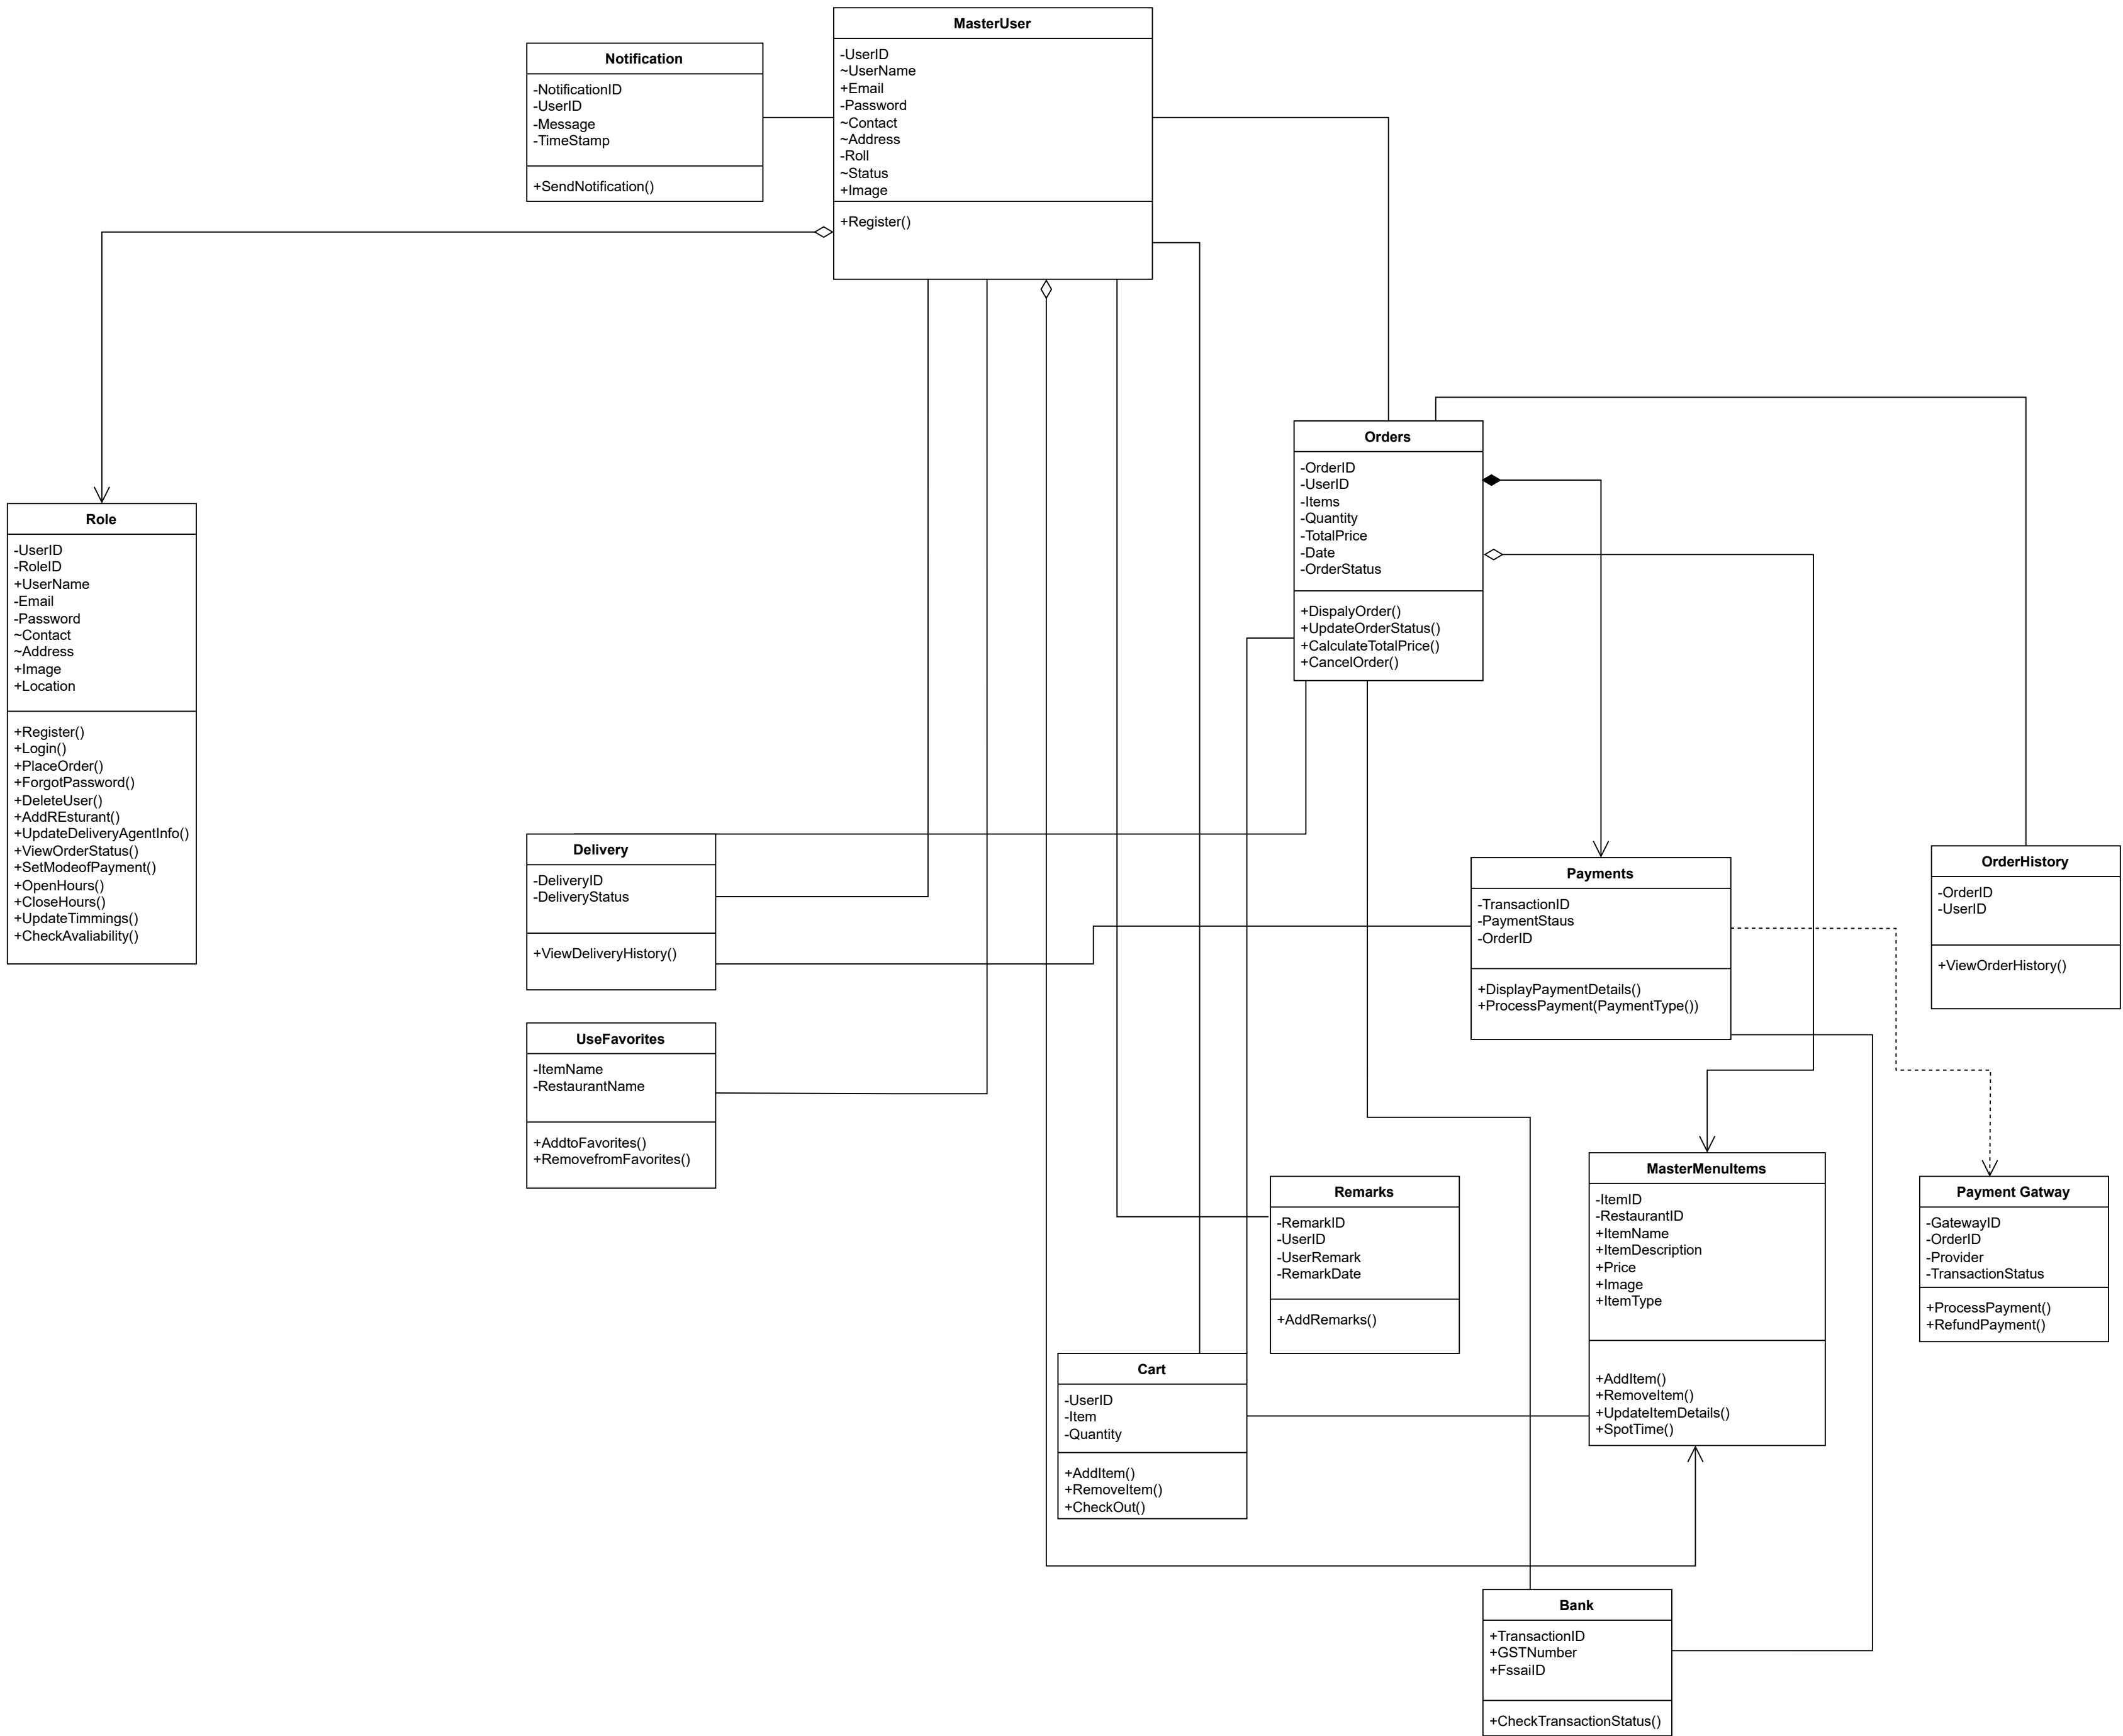 MasterUser
-UserID
~UserName
+Email
-Password
~Contact
~Address
-Roll
~Status
+Image
+Register()
Notification
-NotificationID
-UserID
-Message
-TimeStamp
+SendNotification()
Orders
-OrderID
-UserID
-Items
-Quantity
-TotalPrice
-Date
-OrderStatus
+DispalyOrder()
+UpdateOrderStatus()
+CalculateTotalPrice()
+CancelOrder()
Role
-UserID
-RoleID
+UserName
-Email
-Password
~Contact
~Address
+Image
+Location
+Register()
+Login()
+PlaceOrder()
+ForgotPassword()
+DeleteUser()
+AddREsturant()
+UpdateDeliveryAgentInfo()
+ViewOrderStatus()
+SetModeofPayment()
+OpenHours()
+CloseHours()
+UpdateTimmings()
+CheckAvaliability()
Delivery
-DeliveryID
-DeliveryStatus
+ViewDeliveryHistory()
Payments
-TransactionID
-PaymentStaus
-OrderID
+DisplayPaymentDetails()
+ProcessPayment(PaymentType())
OrderHistory
-OrderID
-UserID
+ViewOrderHistory()
UseFavorites
-ItemName
-RestaurantName
+AddtoFavorites()
+RemovefromFavorites()
Remarks
-RemarkID
-UserID
-UserRemark
-RemarkDate
+AddRemarks()
MasterMenuItems
-ItemID
-RestaurantID
+ItemName
+ItemDescription
+Price
+Image
+ItemType
+AddItem()
+RemoveItem()
+UpdateItemDetails()
+SpotTime()
Payment Gatway
-GatewayID
-OrderID
-Provider
-TransactionStatus
+ProcessPayment()
+RefundPayment()
Cart
-UserID
-Item
-Quantity
+AddItem()
+RemoveItem()
+CheckOut()
Bank
+TransactionID
+GSTNumber
+FssaiID
+CheckTransactionStatus()